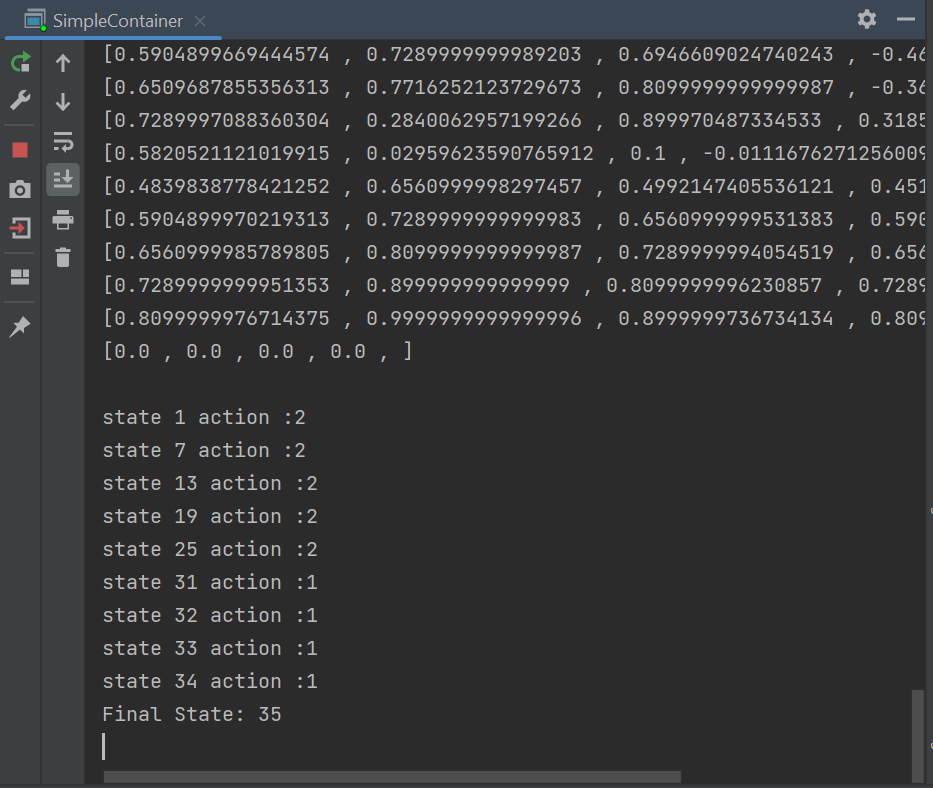 SimpleContainer
[0.5904899669444574 , 0.7289999999989203 , 0.6946609024740243 , -0.46
[0.6509687855356313 , 0.7716252123729673 , 0.8099999999999987 , -0.36
[0.7289997088360304 , 0.2840062957199266 , 0.899970487334533 , 0.3185
[0.5820521121019915 , 0.02959623590765912 , 0.1 , -0.0111676271256009
[0.4839838778421252 , 0.6560999998297457 , 0.4992147405536121 , 0.451
[0.5904899970219313 , 0.7289999999999983 , 0.6560999999531383 , 0.590
[0.6560999985789805 , 0.8099999999999987 , 0.7289999994054519 , 0.656
[0.7289999999951353 , 0.899999999999999 , 0.8099999996230857 , 0.7289
[0.8099999976714375 , 0.9999999999999996 , 0.8999999736734134 , 0.809
[0.0 , 0.0 , 0.0 , 0.0 , ]
state 1 action :2
state 7 action :2
state 13 action :2
state 19 action :2
state 25 action :2
state 31 action :1
state 32 action :1
state 33 action :1
state 34 action :1
Final State: 35